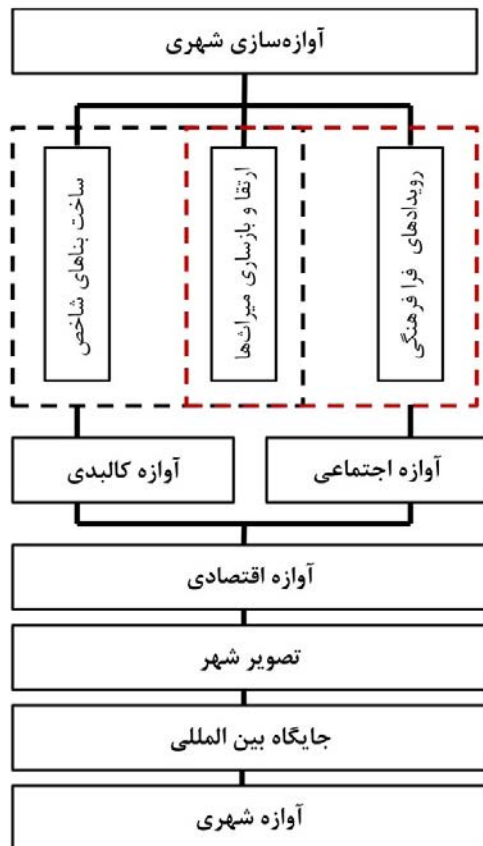 آوازه‌سازی شهری
رویدادهای فرا فرهنگی
ارتقا و بازسازی میراث‌ها
ساخت بناهای شاخص
آوازه اجتماعی
آوازه کالبدی
آوازه اقتصادی
تصویر شهر
جایگاه بین المللی
آوازه شهری